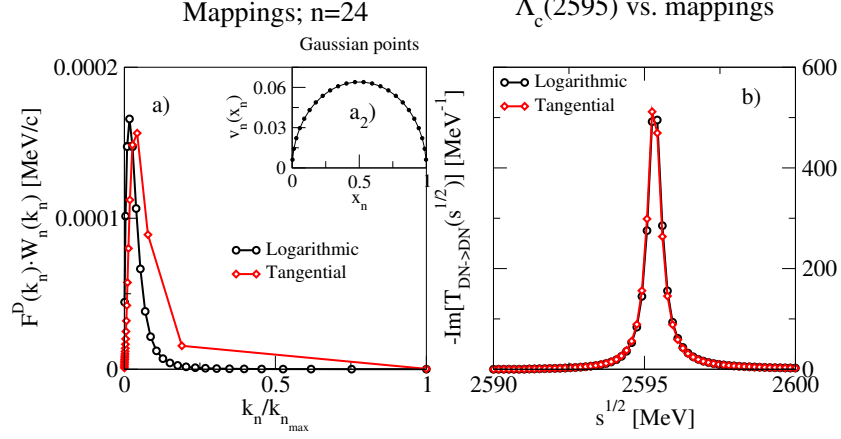 Mappings; n=24
Λc(2595) vs. mappings
Gaussian points
a)
a2)
vn(xn)
0.06
0.03
0
0 0.5 1
xn
Logarithmic
Tangential
FD(kn)·Wn(kn) [MeV/c]
0.0002
0.0001
0
0 0.5 1
kn/knmax
Logarithmic
Tangential
b)
-Im[TDN->DN(s1/2)] [MeV-1]
600
400
200
0
2590 2595 2600
s1/2 [MeV]